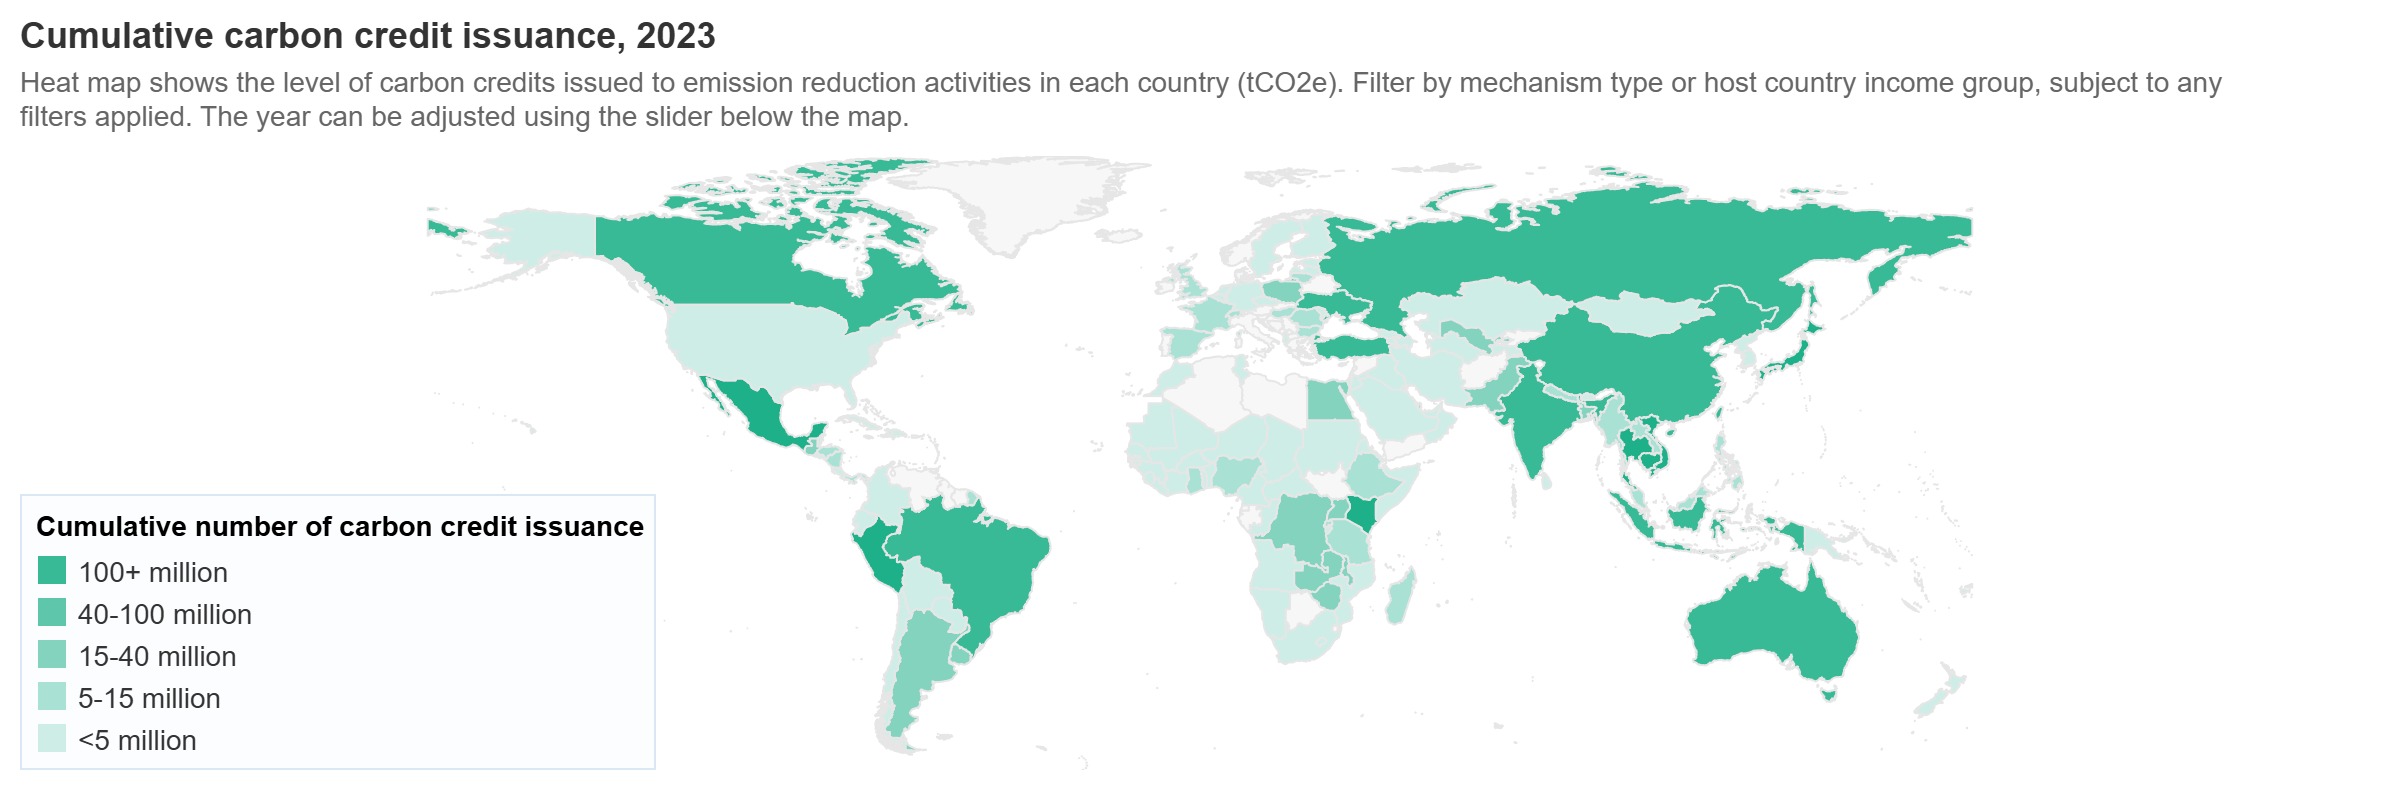 Cumulative carbon credit issuance, 2023
Heat map shows the level of carbon credits issued to emission reduction activities in each country (tCO2e). Filter by mechanism type or host country income group, subject to any
filters applied. The year can be adjusted using the slider below the map.
Cumulative number of carbon credit issuance
100+ million
40-100 million
15-40 million
5-15 million
<5 million